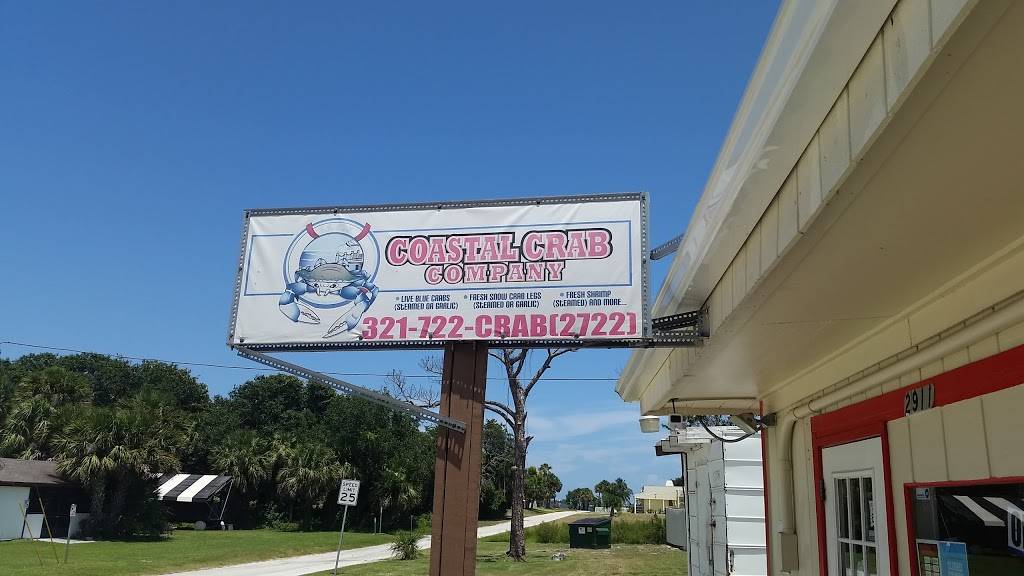 COASTAL CRAB
COMPANY
* LIVE BLUE CRABS * FRESH SNOW CRAB LEGS * FRESH SHRIMP
(STEAMED OR GARLIC) (STEAMED OR GARLIC) (STEAMED) AND MORE...
321-722-CRAB(2722)
2911
SPEED
LIMIT
25